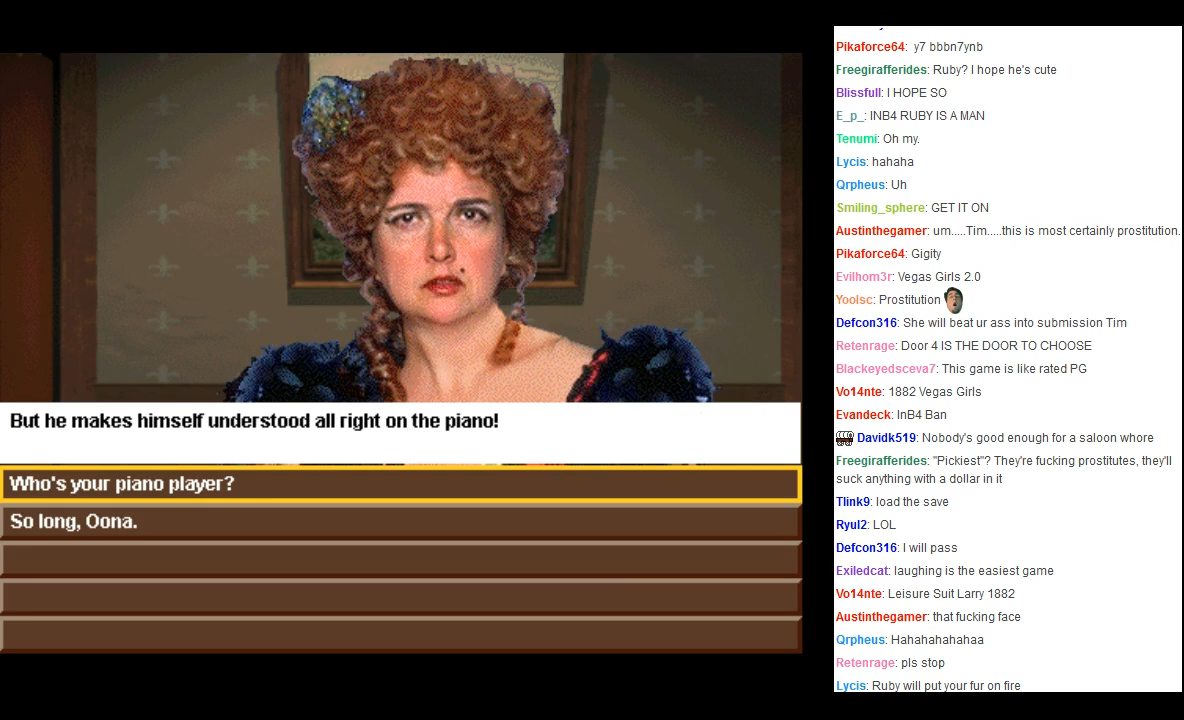 But he makes himself understood all right on the piano!
Who's your piano player?
So long, Oona.
Pikaforce64: y7 bbbn7ynb
Freegirafferides: Ruby? I hope he's cute
Blissfull: I HOPE SO
E_p_: INB4 RUBY IS A MAN
Tenumi: Oh my.
Lycis: hahaha
Qrpheus: Uh
Smiling_sphere: GET IT ON
Austinthegamer: um.....Tim.....this is most certainly prostitution.
Pikaforce64: Gigity
Evilhom3r: Vegas Girls 2.0
Yoolsc: Prostitution
Defcon316: She will beat ur ass into submission Tim
Retenrage: Door 4 IS THE DOOR TO CHOOSE
Blackeyedsceva7: This game is like rated PG
Vo14nte: 1882 Vegas Girls
Evandeck: InB4 Ban
Davidk519: Nobody's good enough for a saloon whore
Freegirafferides: "Pickiest"? They're fucking prostitutes, they'll
suck anything with a dollar in it
Tlink9: load the save
Ryul2: LOL
Defcon316: I will pass
Exiledcat: laughing is the easiest game
Vo14nte: Leisure Suit Larry 1882
Austinthegamer: that fucking face
Qrpheus: Hahahahahaa
Retenrage: pls stop
Lycis: Ruby will put your fur on fire